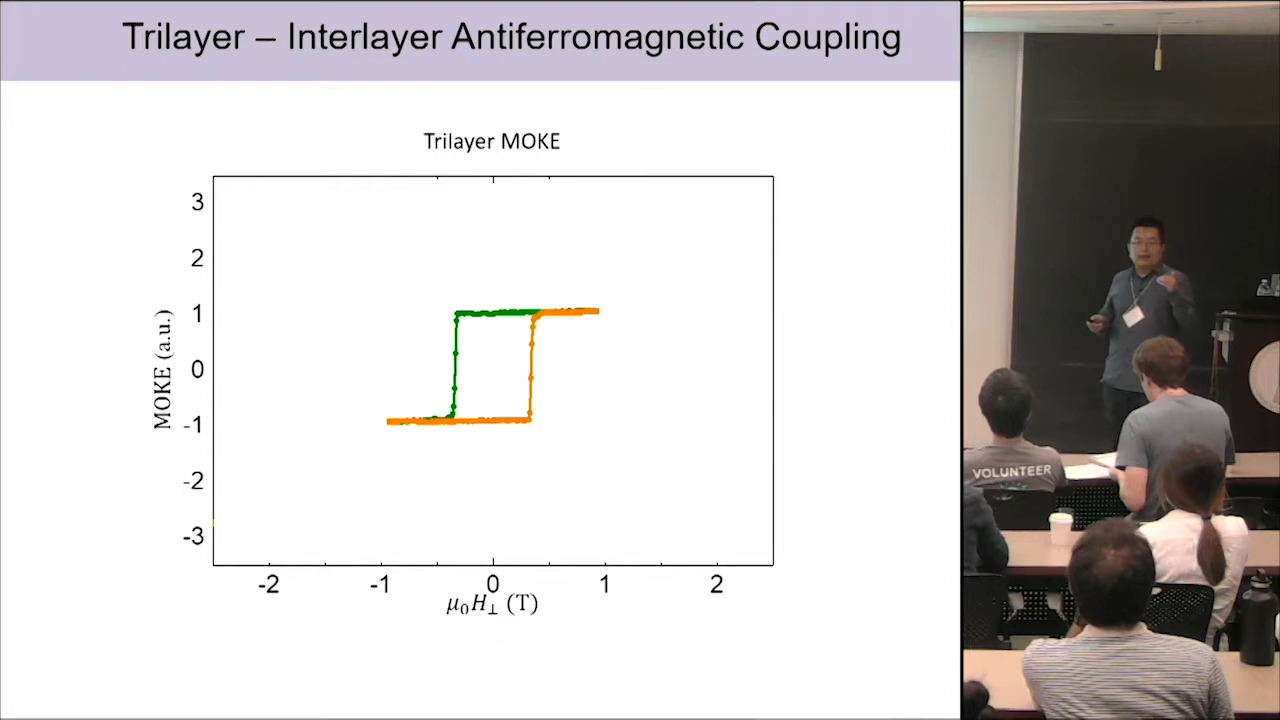 Trilayer – Interlayer Antiferromagnetic Coupling
Trilayer MOKE
3
2
1
0
-1
-2
-3
MOKE (a.u.)
-2 -1 0 1 2
μ₀H⊥ (T)
VOLUNTEER